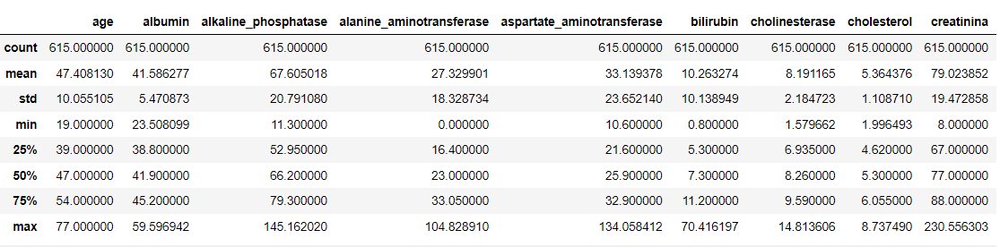 age albumin alkaline_phosphatase alanine_aminotransferase aspartate_aminotransferase bilirubin cholinesterase cholesterol creatinina
count 615.000000 615.000000 615.000000 615.000000 615.000000 615.000000 615.000000 615.000000 615.000000
mean 47.408130 41.586277 67.605018 27.329901 33.139378 10.263274 8.191165 5.364376 79.023852
std 10.055105 5.470873 20.791080 18.328734 23.652140 10.138949 2.184723 1.108710 19.472858
min 19.000000 23.508099 11.300000 0.000000 10.600000 0.800000 1.579662 1.996493 8.000000
25% 39.000000 38.800000 52.950000 16.400000 21.600000 5.300000 6.935000 4.620000 67.000000
50% 47.000000 41.900000 66.200000 23.000000 25.900000 7.300000 8.260000 5.300000 77.000000
75% 54.000000 45.200000 79.300000 33.050000 32.900000 11.200000 9.590000 6.055000 88.000000
max 77.000000 59.596942 145.162020 104.828910 134.058412 70.416197 14.813606 8.737490 230.556303